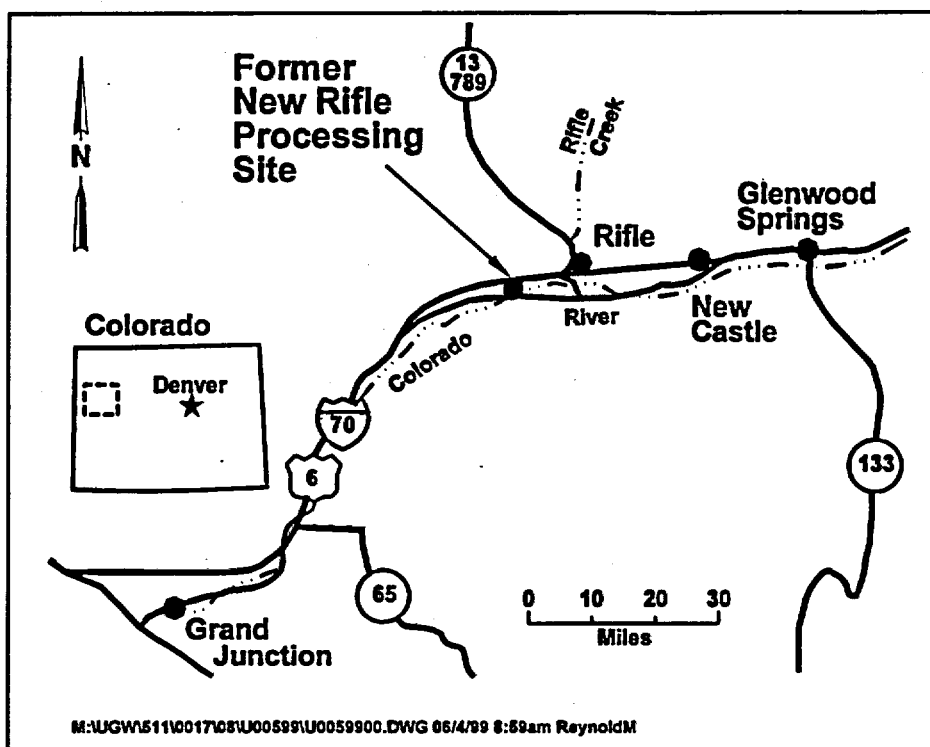 13
789
Former
New Rifle
Processing
Site
Rifle
Creek
N
Glenwood
Springs
Rifle
River
New
Castle
Colorado
Colorado
Denver
70
6
133
65
0 10 20 30
Miles
Grand
Junction
M:\UGW\511\0017\08\U00599\U0059900.DWG 06/4/99 8:59am ReynoldM